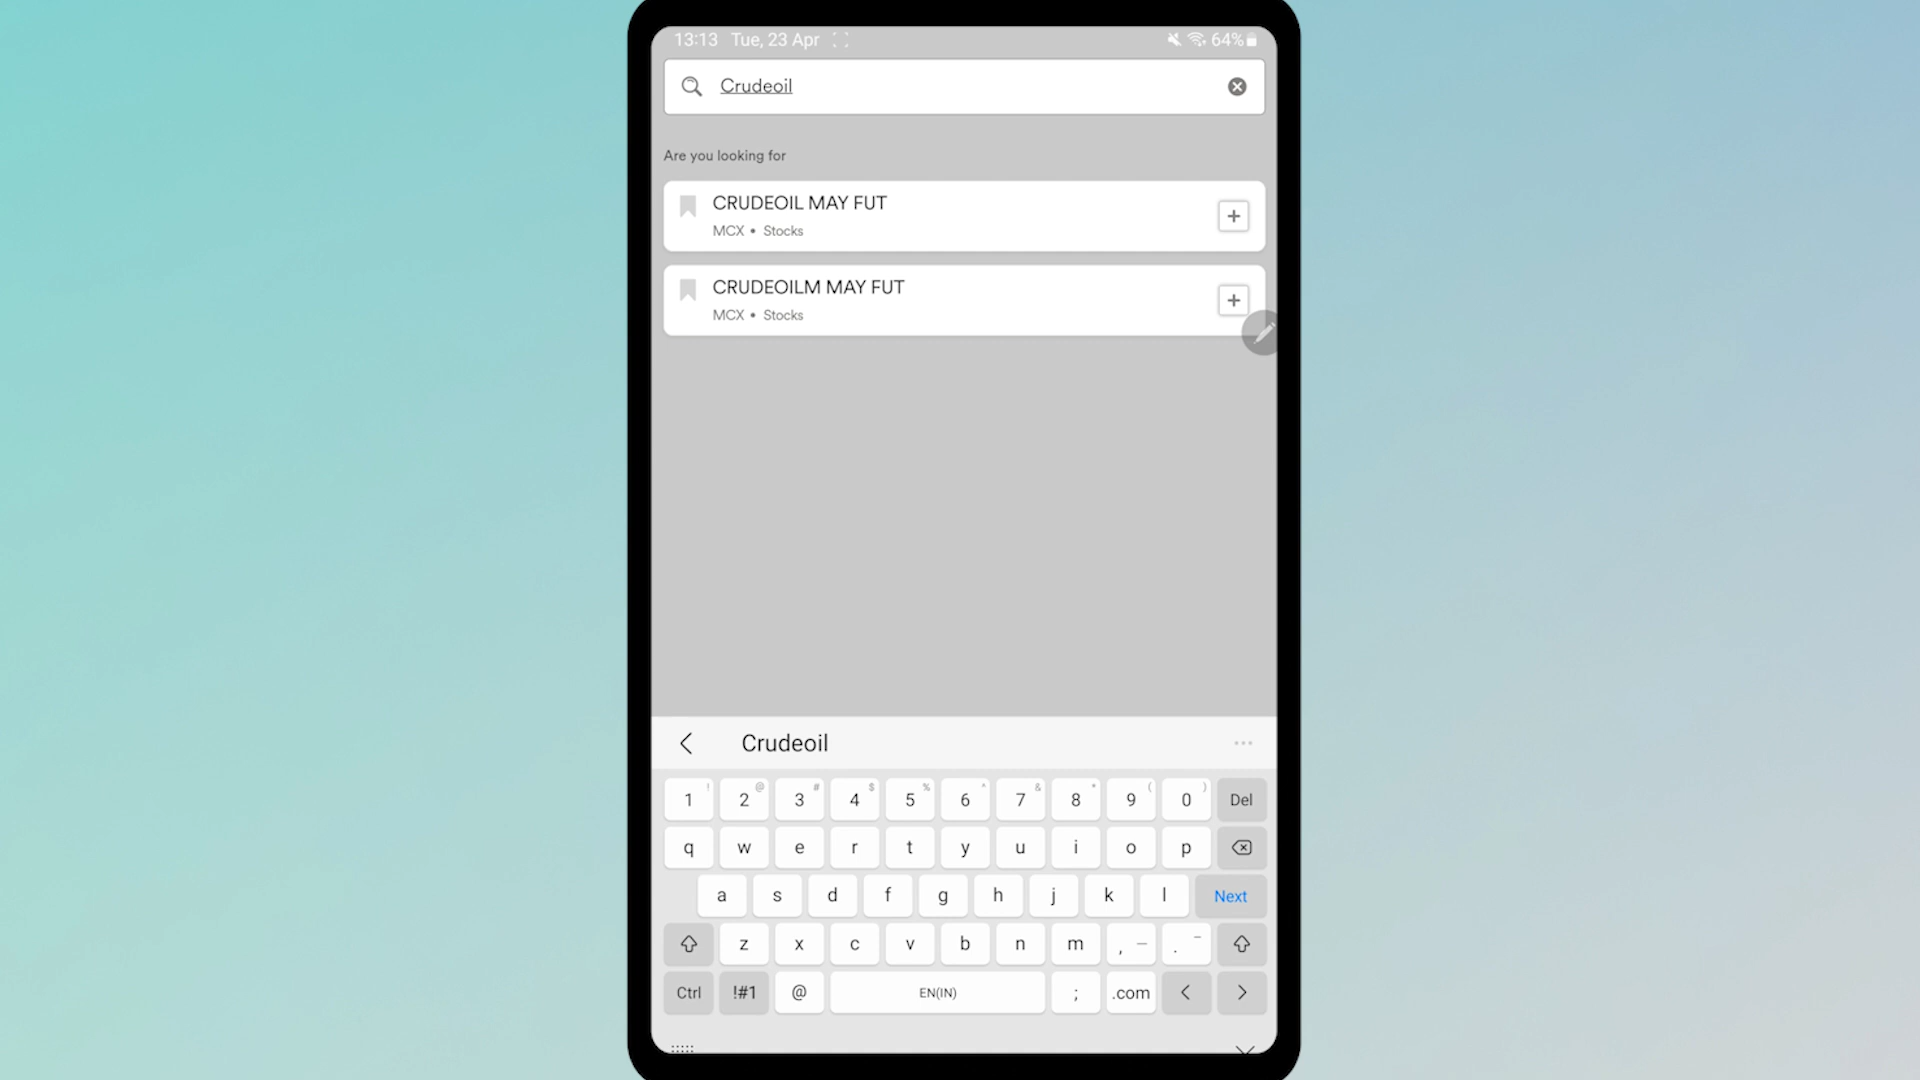 13:13 Tue, 23 Apr 64%
Crudeoil
Are you looking for
CRUDEOIL MAY FUT
MCX • Stocks
CRUDEOILM MAY FUT
MCX • Stocks
Crudeoil
1 ! 2 @ 3 # 4 $ 5 % 6 ^ 7 & 8 * 9 ( 0 ) Del
q w e r t y u i o p
a s d f g h j k l Next
z x c v b n m , .
Ctrl !#1 @ EN(IN) ; .com < >